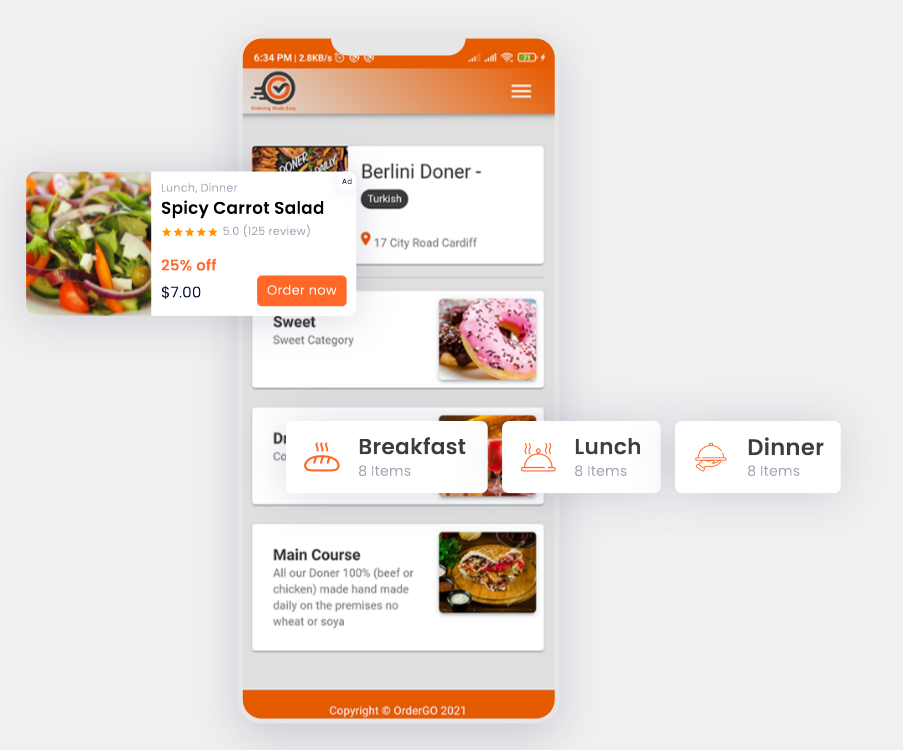 6:34 PM | 2.8KB/s
71
Ordering Made Easy
DONER
Berlini Doner -
Turkish
17 City Road Cardiff
Ad
Lunch, Dinner
Spicy Carrot Salad
5.0 (125 review)
25% off
$7.00
Order now
Sweet
Sweet Category
Breakfast
8 Items
Lunch
8 Items
Dinner
8 Items
Main Course
All our Doner 100% (beef or
chicken) made hand made
daily on the premises no
wheat or soya
Copyright © OrderGO 2021